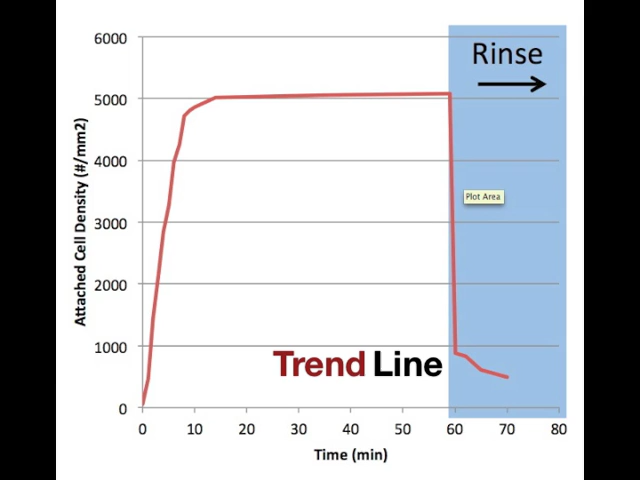 Rinse
6000
5000
4000
3000
2000
1000
0
Attached Cell Density (#/mm2)
Plot Area
Trend Line
0 10 20 30 40 50 60 70 80
Time (min)